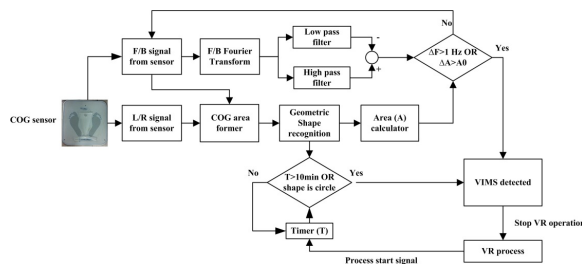 No
F/B signal
from sensor
F/B Fourier
Transform
Low pass
filter
-
High pass
filter
+
ΔF>1 Hz OR
ΔA>A0
Yes
COG sensor
L/R signal
from sensor
COG area
former
Geometric
Shape
recognition
Area (A)
calculator
No
T>10min OR
shape is circle
Yes
VIMS detected
Timer (T)
Stop VR operation
Process start signal
VR process